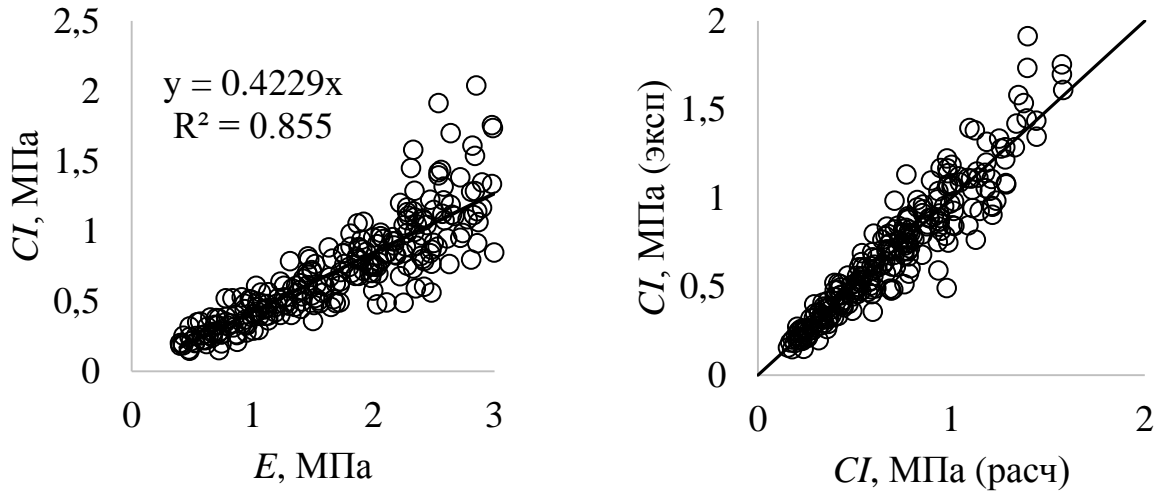 2,5
2
1,5
1
0,5
0
y = 0.4229x
R² = 0.855
CI, МПа
0 1 2 3
E, МПа
2
1,5
1
0,5
0
CI, МПа (эксп)
0 1 2
CI, МПа (расч)